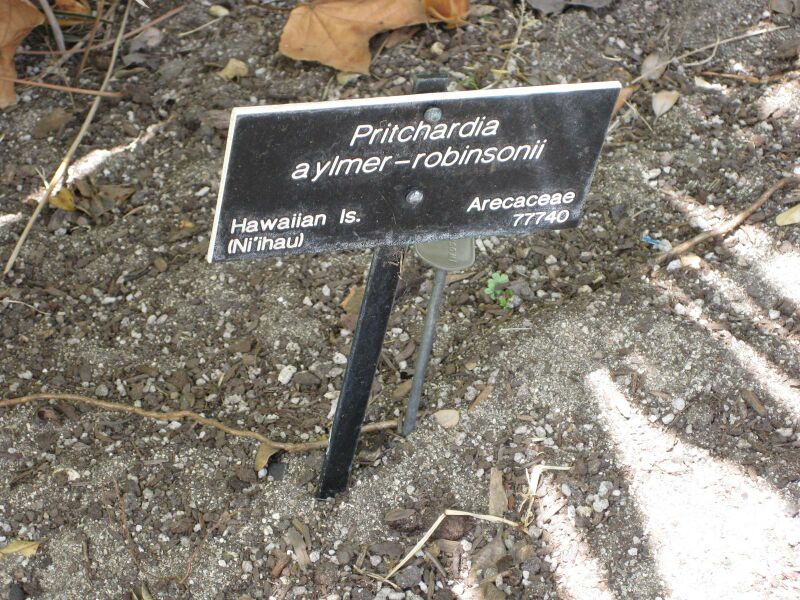 Pritchardia
aylmer-robinsonii
Hawaiian Is.
(Ni'ihau)
Arecaceae
77740